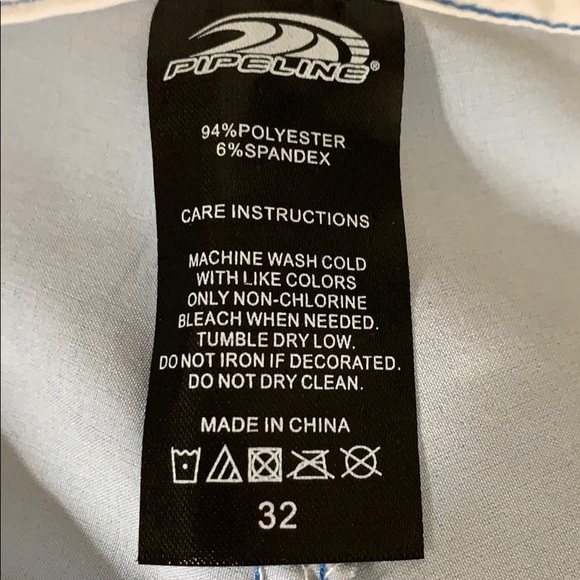 PIPELINE®
94%POLYESTER
6%SPANDEX
CARE INSTRUCTIONS
MACHINE WASH COLD
WITH LIKE COLORS
ONLY NON-CHLORINE
BLEACH WHEN NEEDED.
TUMBLE DRY LOW.
DO NOT IRON IF DECORATED.
DO NOT DRY CLEAN.
MADE IN CHINA
32